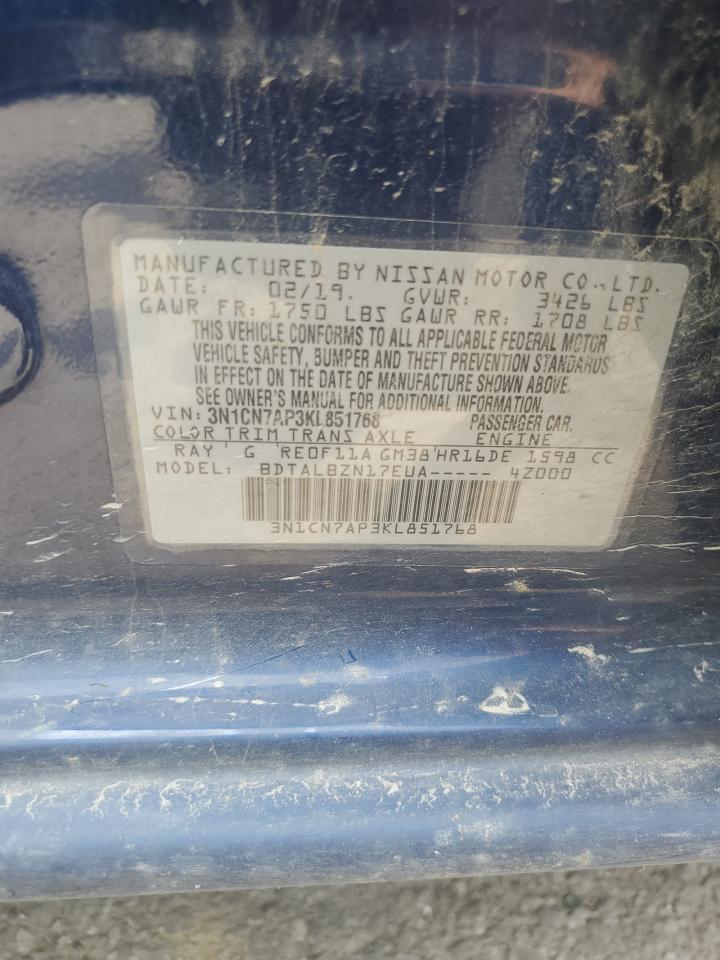 MANUFACTURED BY NISSAN MOTOR CO., LTD.
DATE: 02/19. GVWR: 3426 LBS
GAWR FR: 1750 LBS GAWR RR: 1708 LBS
THIS VEHICLE CONFORMS TO ALL APPLICABLE FEDERAL MOTOR
VEHICLE SAFETY, BUMPER AND THEFT PREVENTION STANDARDS
IN EFFECT ON THE DATE OF MANUFACTURE SHOWN ABOVE.
SEE OWNER'S MANUAL FOR ADDITIONAL INFORMATION.
VIN: 3N1CN7AP3KL851768 PASSENGER CAR.
COLOR TRIM TRANS AXLE ENGINE
RAY G RE0F11A GM38 HR16DE 1598 CC
MODEL: BDTALBZN17EUA----- 4Z000
3N1CN7AP3KL851768